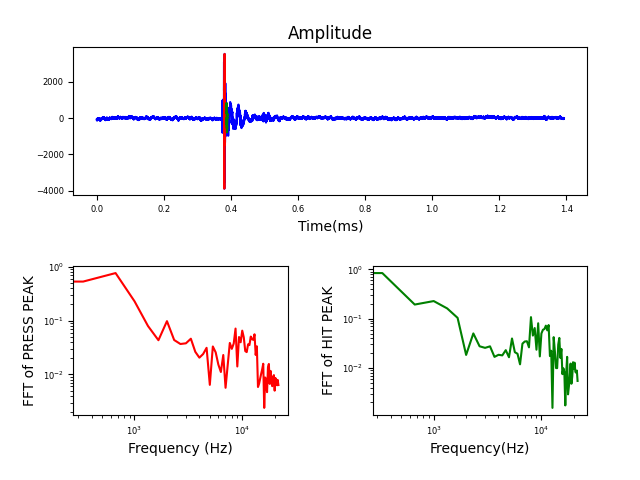 Amplitude
2000
0
−2000
−4000
0.0 0.2 0.4 0.6 0.8 1.0 1.2 1.4
Time(ms)
FFT of PRESS PEAK
10⁰
10⁻¹
10⁻²
10³ 10⁴
Frequency (Hz)
FFT of HIT PEAK
10⁰
10⁻¹
10⁻²
10³ 10⁴
Frequency(Hz)